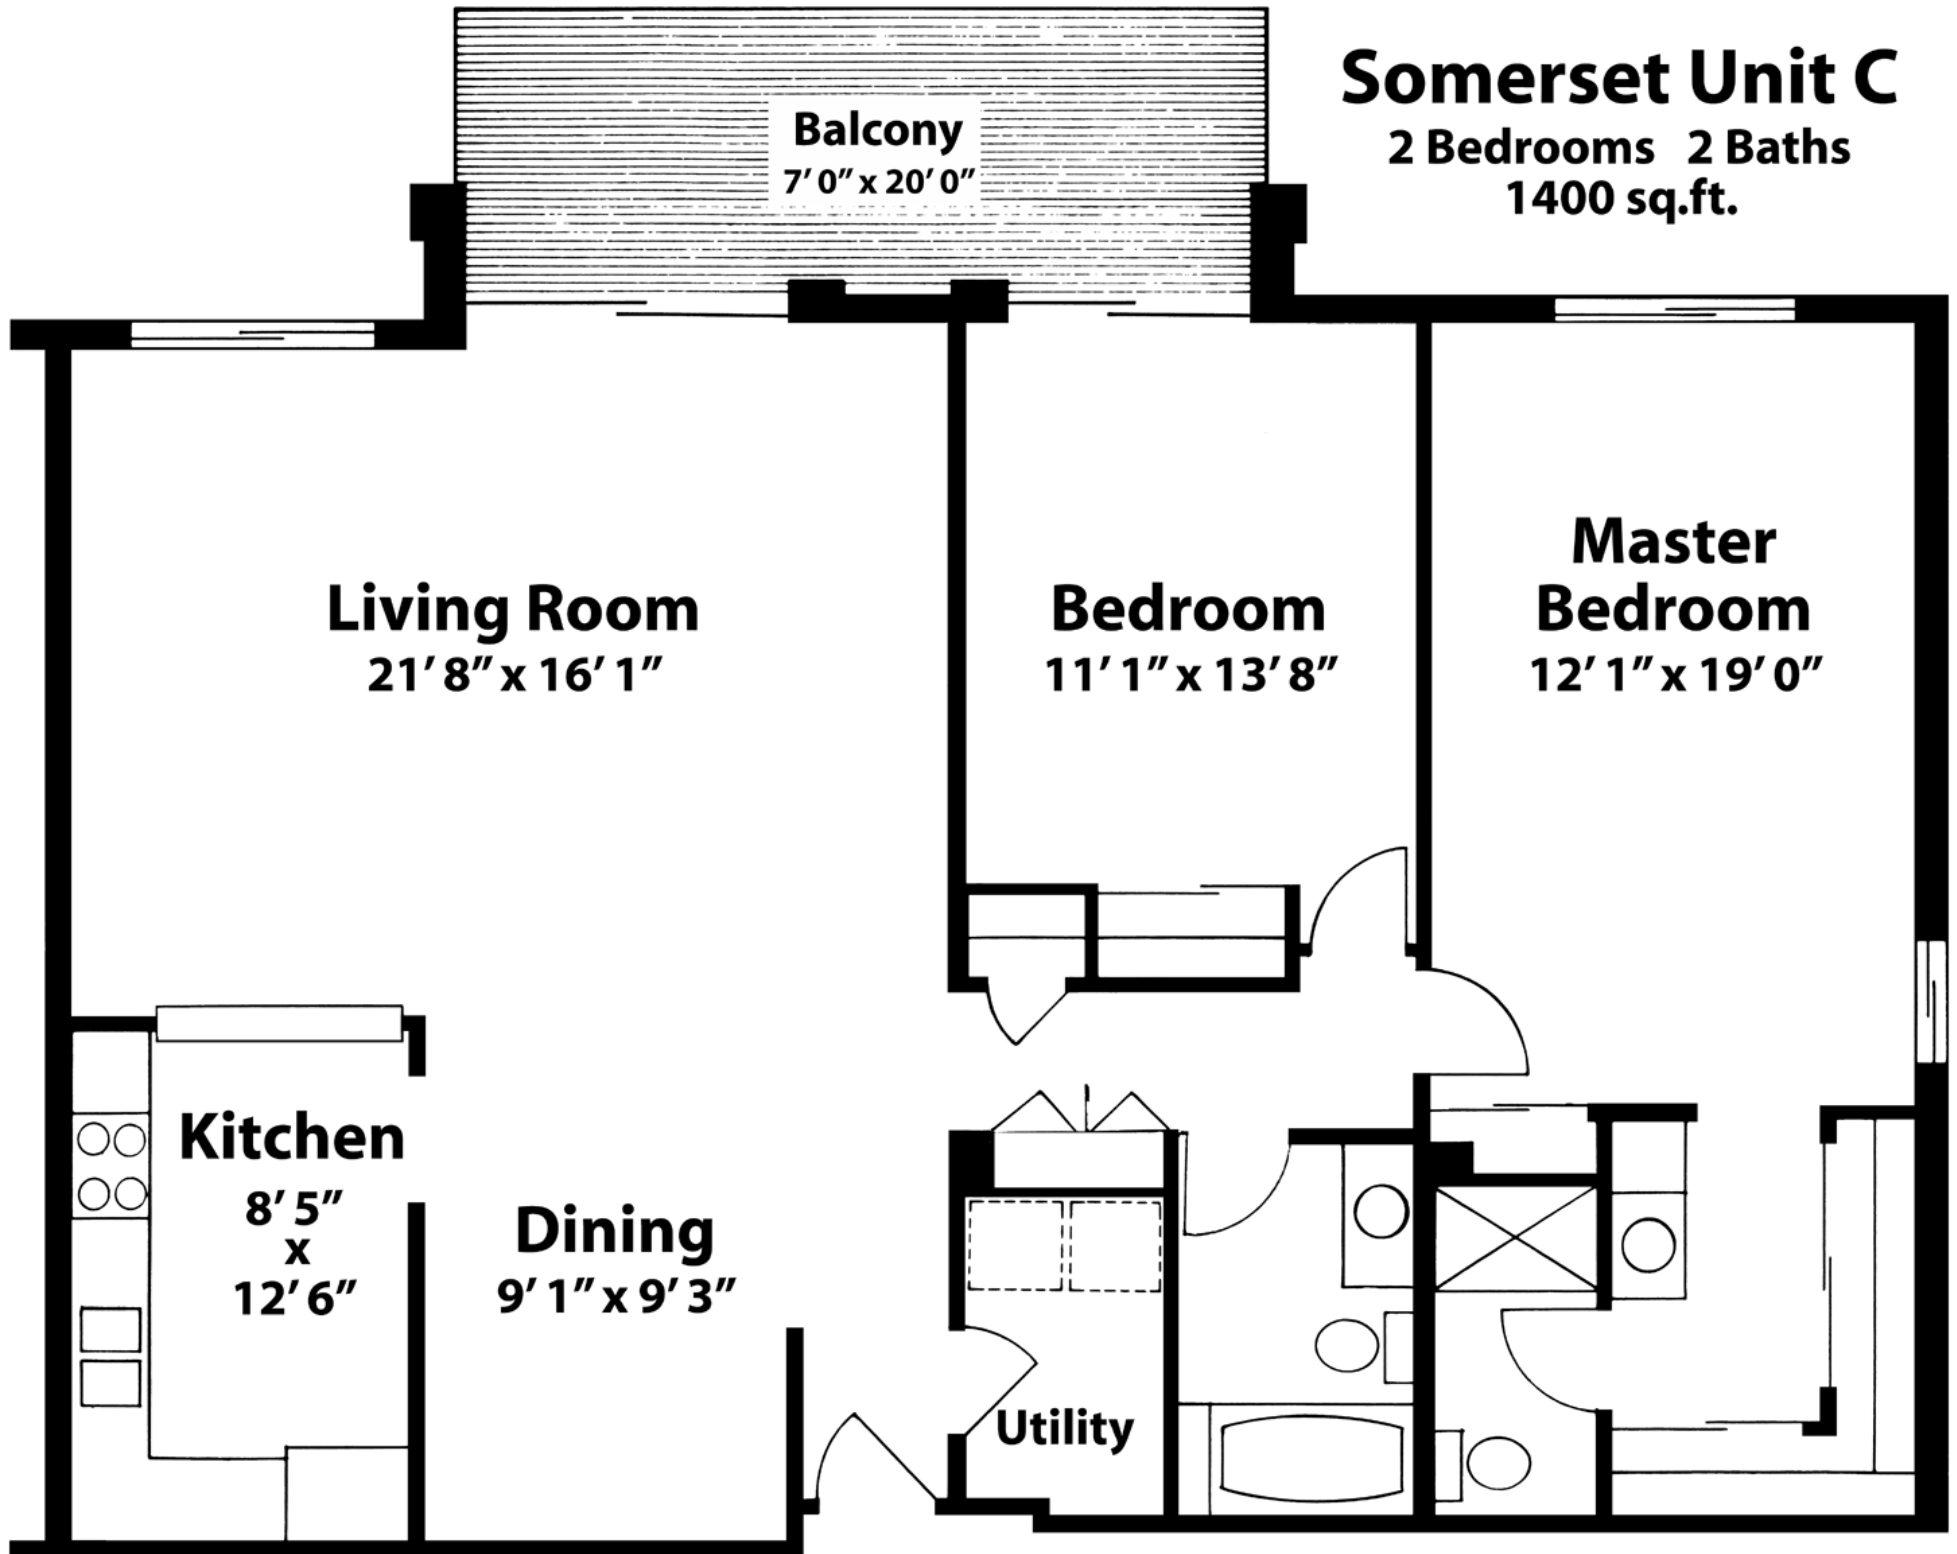 Somerset Unit C
2 Bedrooms 2 Baths
1400 sq.ft.
Balcony
7' 0" x 20' 0"
Living Room
21' 8" x 16' 1"
Bedroom
11' 1" x 13' 8"
Master
Bedroom
12' 1" x 19' 0"
Kitchen
8' 5"
x
12' 6"
Dining
9' 1" x 9' 3"
Utility